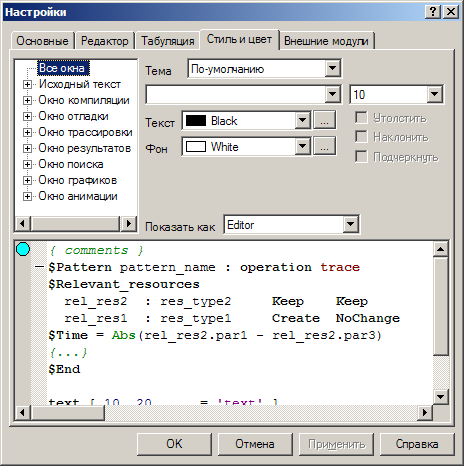 Настройки
Основные Редактор Табуляция Стиль и цвет Внешние модули
Все окна
Исходный текст
Окно компиляции
Окно отладки
Окно трассировки
Окно результатов
Окно поиска
Окно графиков
Окно анимации
Тема По-умолчанию
10
Текст Black ...
Фон White ...
Утолстить
Наклонить
Подчеркнуть
Показать как Editor
{ comments }
$Pattern pattern_name : operation trace
$Relevant_resources
rel_res2 : res_type2 Keep Keep
rel_res1 : res_type1 Create NoChange
$Time = Abs(rel_res2.par1 - rel_res2.par3)
{...}
$End
text [ 10, 20, = 'text' ]
OK Отмена Применить Справка